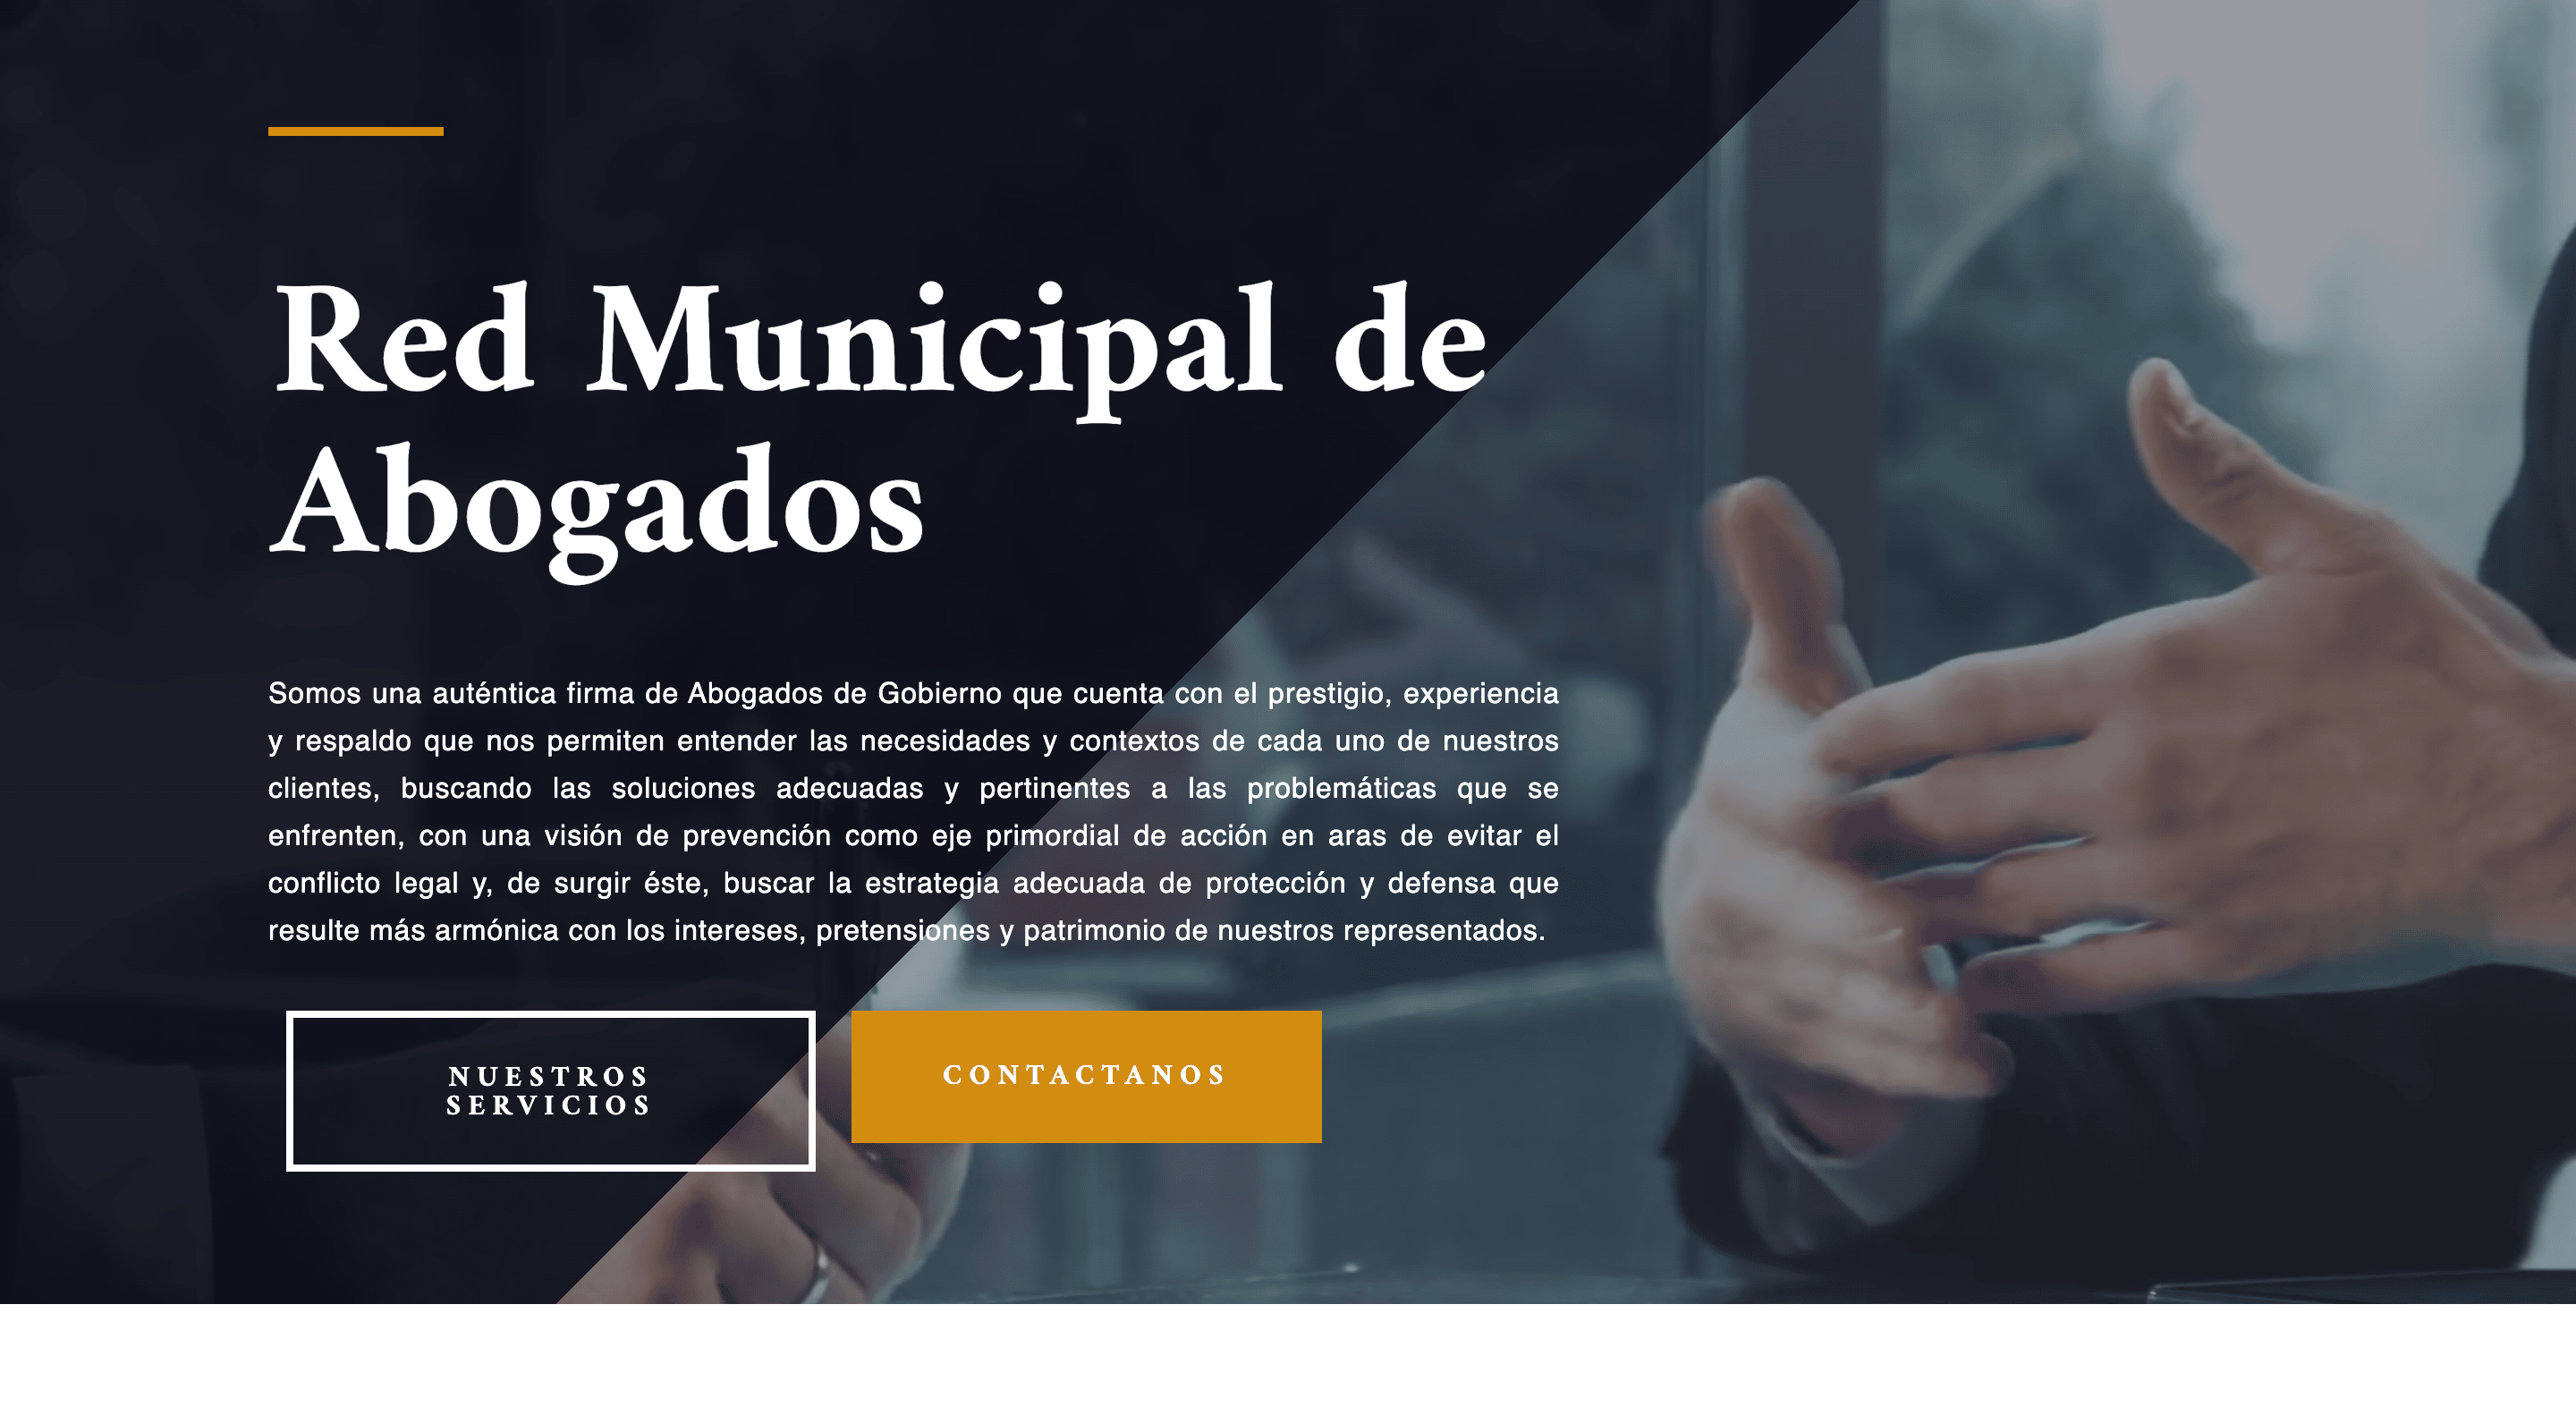 Red Municipal de
Abogados
Somos una auténtica firma de Abogados de Gobierno que cuenta con el prestigio, experiencia
y respaldo que nos permiten entender las necesidades y contextos de cada uno de nuestros
clientes, buscando las soluciones adecuadas y pertinentes a las problemáticas que se
enfrenten, con una visión de prevención como eje primordial de acción en aras de evitar el
conflicto legal y, de surgir éste, buscar la estrategia adecuada de protección y defensa que
resulte más armónica con los intereses, pretensiones y patrimonio de nuestros representados.
NUESTROS
SERVICIOS
CONTACTANOS